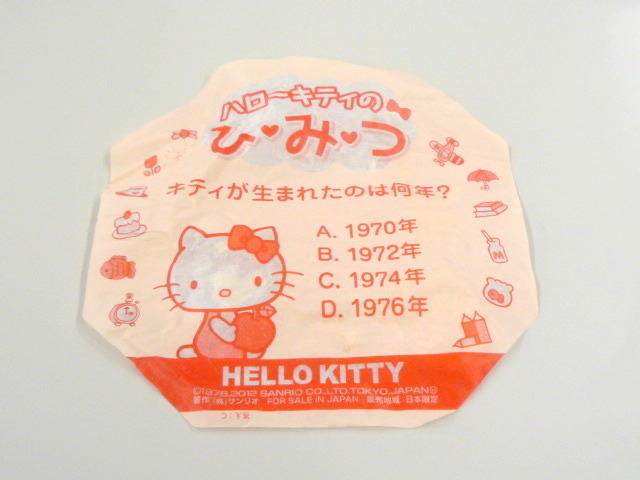 ハローキティの
ひ♥み♥つ
キティが生まれたのは何年?
A. 1970年
B. 1972年
C. 1974年
D. 1976年
M
HELLO KITTY
©1976,2012 SANRIO CO.,LTD.TOKYO,JAPAN Ⓗ
著作(株)サンリオ FOR SALE IN JAPAN 販売地域:日本限定
答え:C